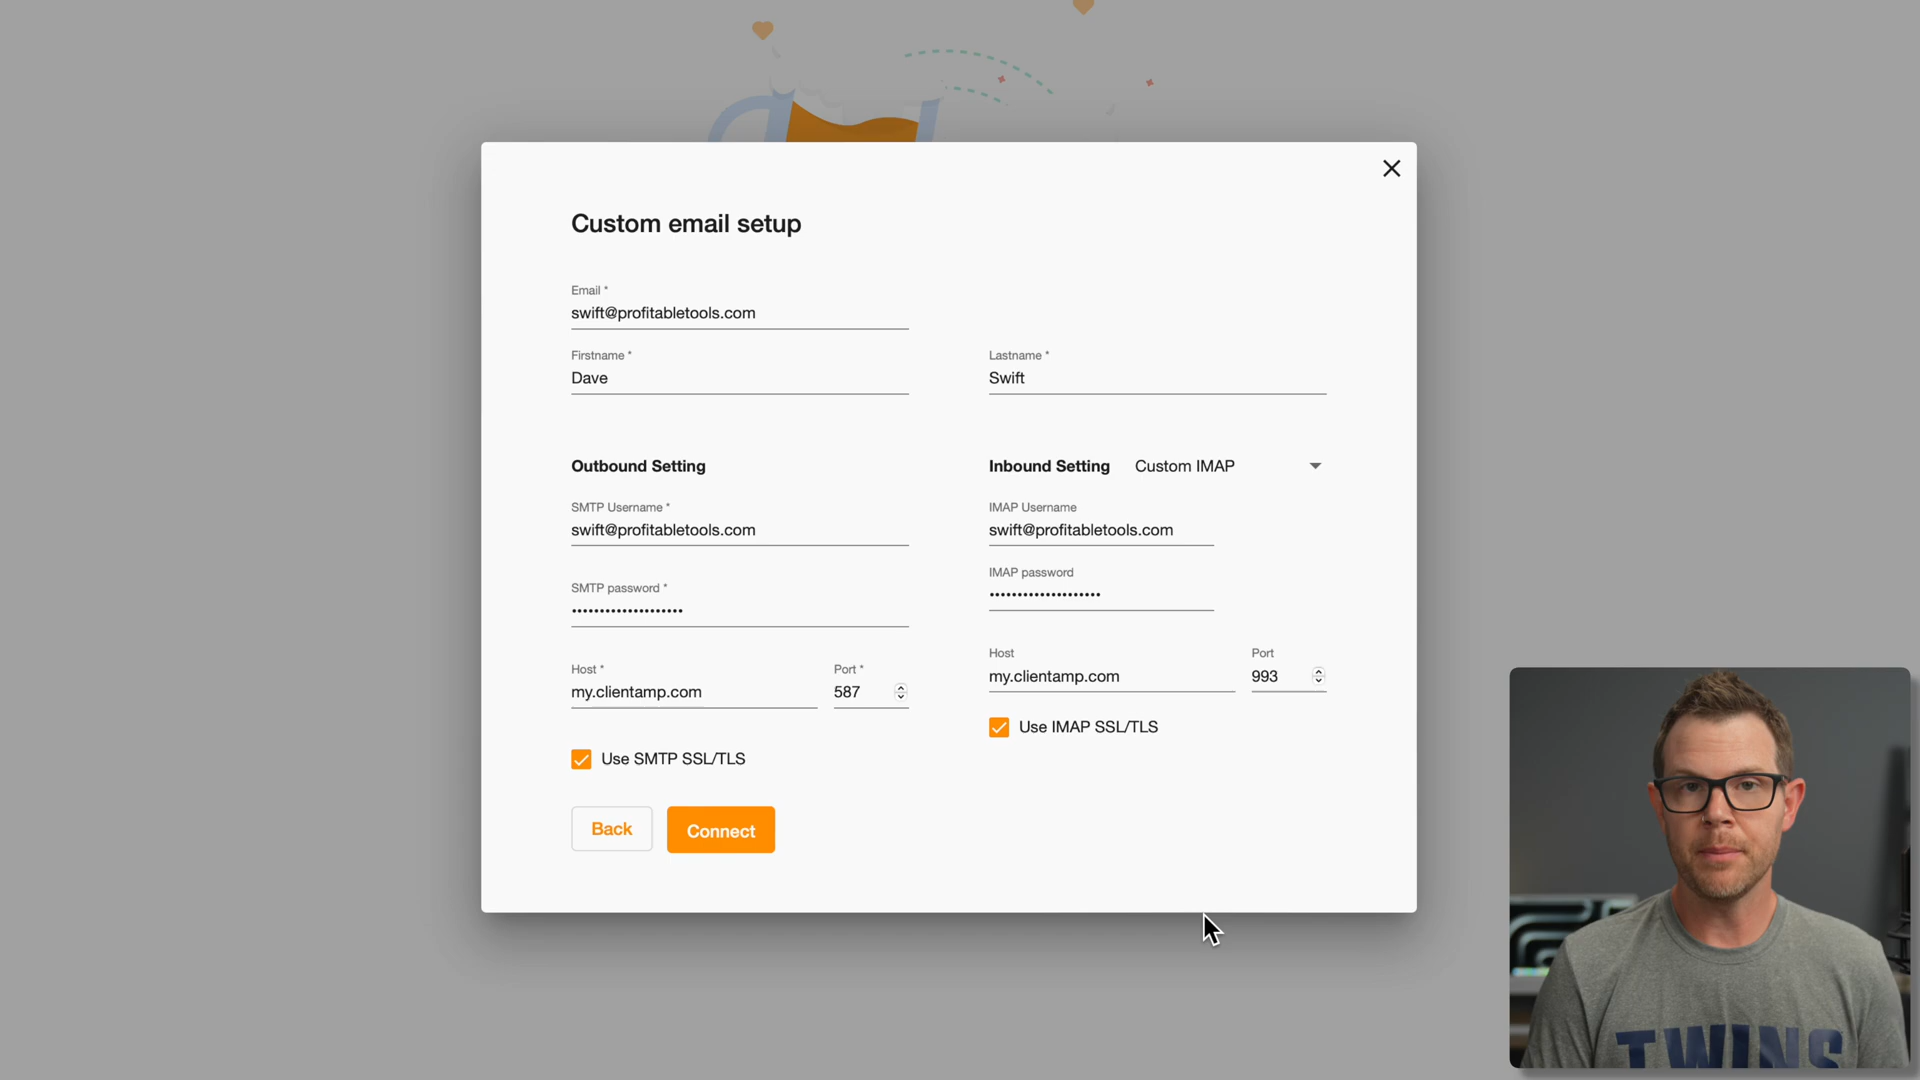 Custom email setup
Email *
swift@profitabletools.com
Firstname *
Dave
Lastname *
Swift
Outbound Setting
SMTP Username *
swift@profitabletools.com
SMTP password *
••••••••••••••••••••
Host *
my.clientamp.com
Port *
587
Use SMTP SSL/TLS
Inbound Setting
Custom IMAP
IMAP Username
swift@profitabletools.com
IMAP password
••••••••••••••••••••
Host
my.clientamp.com
Port
993
Use IMAP SSL/TLS
Back
Connect
TWINS